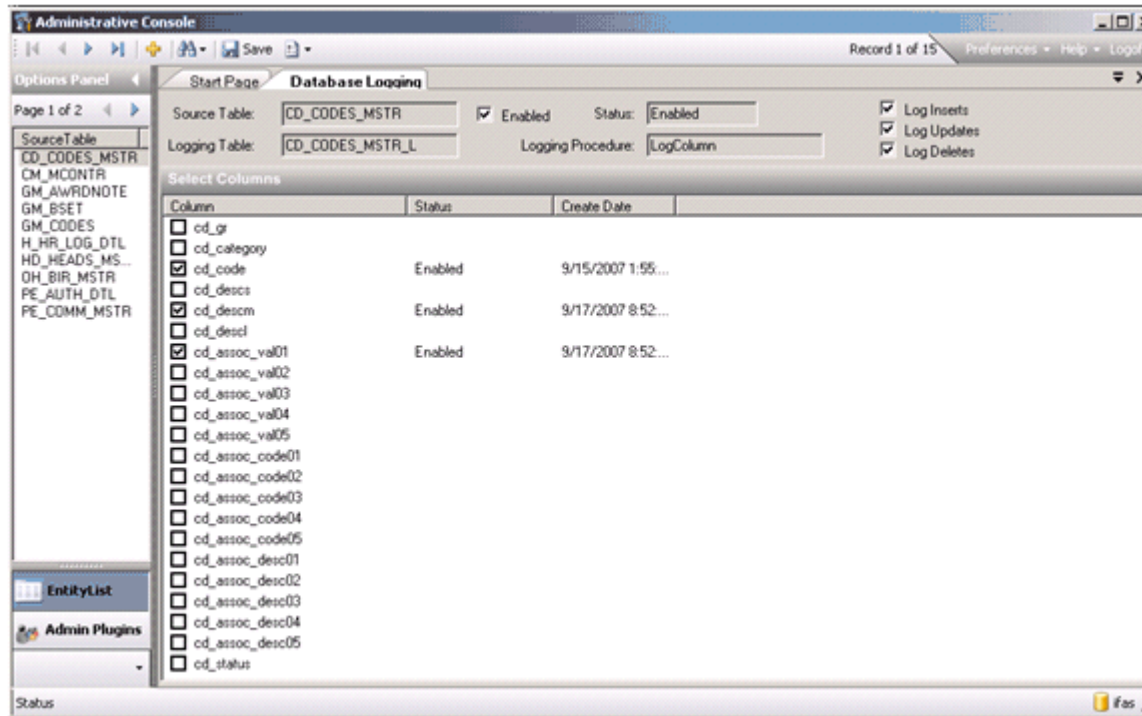 Administrative Console
Save
Record 1 of 15 Preferences Help
Options Panel
Start Page Database Logging
Page 1 of 2
Source Table: CD_CODES_MSTR Enabled Status: Enabled Log Inserts
Log Updates
Logging Table: CD_CODES_MSTR_L Logging Procedure: LogColumn Log Deletes
SourceTable
CD_CODES_MSTR
CM_MCONTR
GM_AWRDNOTE
GM_BSET
GM_CODES
H_HR_LOG_DTL
HD_HEADS_MS...
OH_BIR_MSTR
PE_AUTH_DTL
PE_COMM_MSTR
Select Columns
Column Status Create Date
cd_gr
cd_category
cd_code Enabled 9/15/2007 1:55:...
cd_descs
cd_descm Enabled 9/17/2007 8:52:...
cd_descl
cd_assoc_val01 Enabled 9/17/2007 8:52:...
cd_assoc_val02
cd_assoc_val03
cd_assoc_val04
cd_assoc_val05
cd_assoc_code01
cd_assoc_code02
cd_assoc_code03
cd_assoc_code04
cd_assoc_code05
cd_assoc_desc01
cd_assoc_desc02
cd_assoc_desc03
cd_assoc_desc04
cd_assoc_desc05
cd_status
EntityList
Admin Plugins
Status ifas